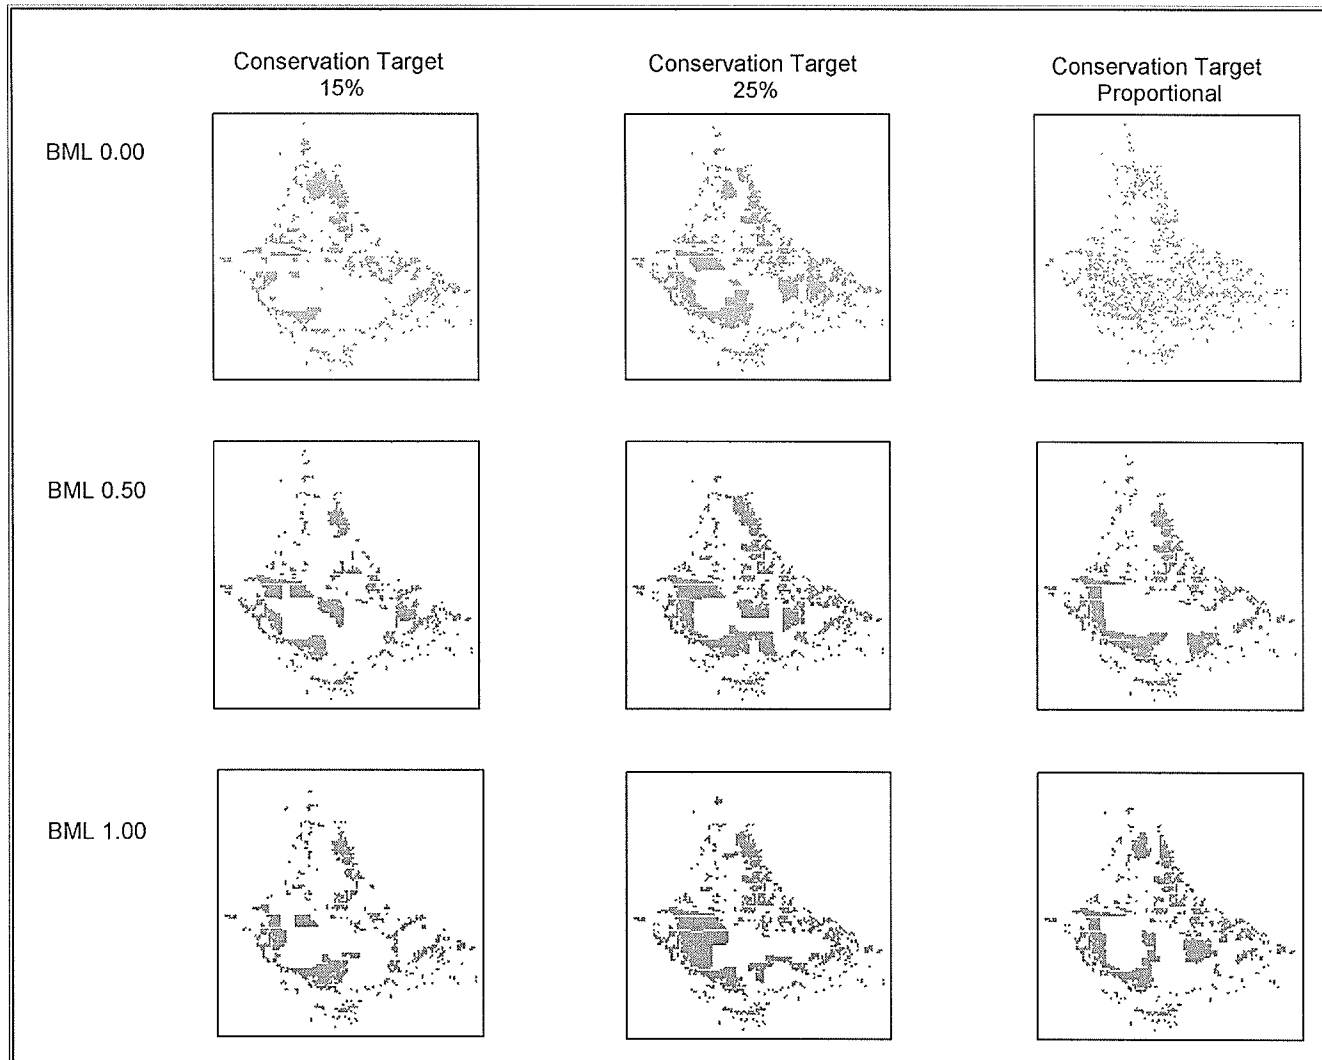 Conservation Target
15%
Conservation Target
25%
Conservation Target
Proportional
BML 0.00
BML 0.50
BML 1.00